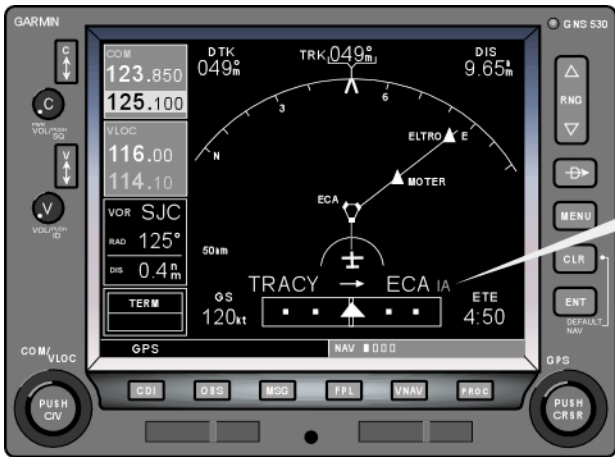 GARMIN
GNS 530
C
COM
123.850
125.100
C
PWR
VOL/PUSH
SQ
V
VLOC
116.00
114.10
V
VOL/PUSH
ID
VOR SJC
RAD 125°
DIS 0.4nm
TERM
DTK
049°m
TRK 049°m
DIS
9.65nm
N
3
6
E
ELTRO
MOTER
ECA
50nm
TRACY → ECA IA
GS
120kt
ETE
4:50
GPS
NAV
RNG
D
MENU
CLR
ENT
DEFAULT
NAV
COM/VLOC
PUSH
C/V
CDI
OBS
MSG
FPL
VNAV
PROC
GPS
PUSH
CRSR